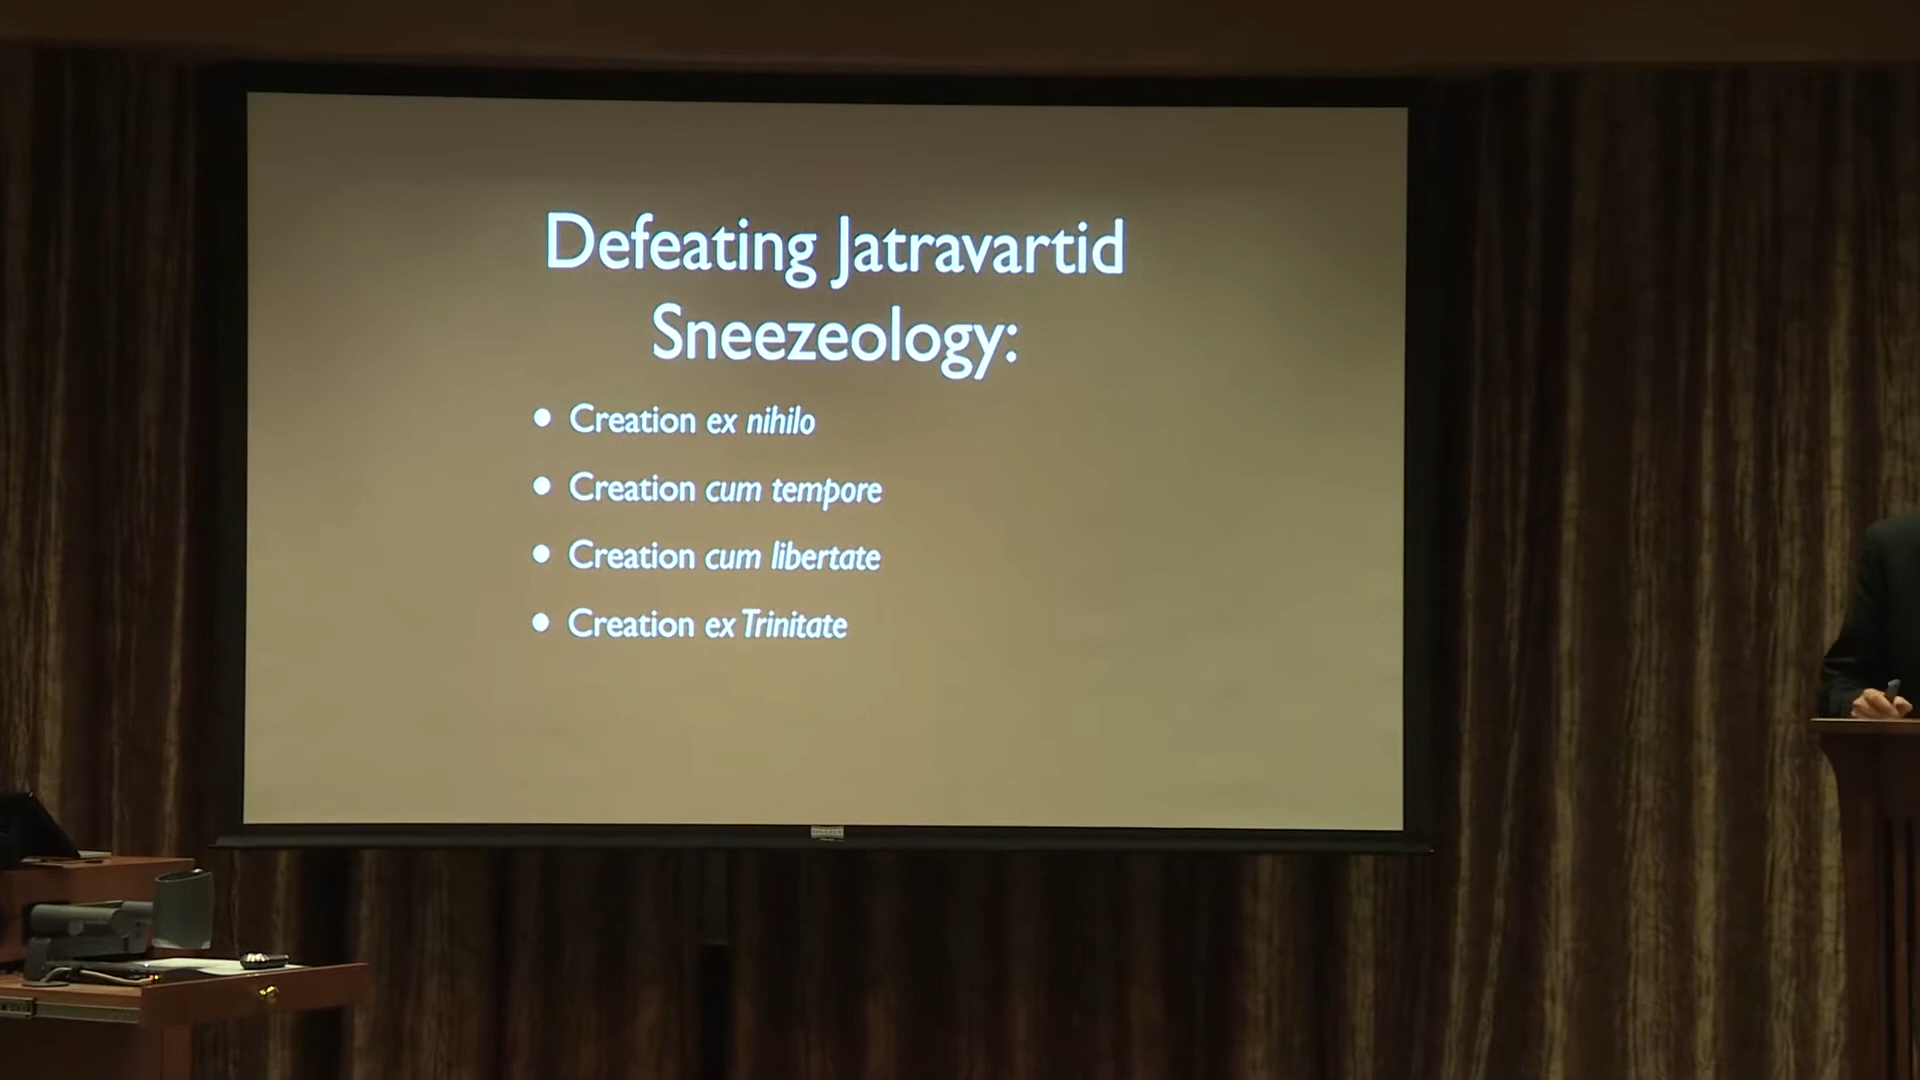 Defeating Jatravartid
Sneezeology:
• Creation ex nihilo
• Creation cum tempore
• Creation cum libertate
• Creation ex Trinitate